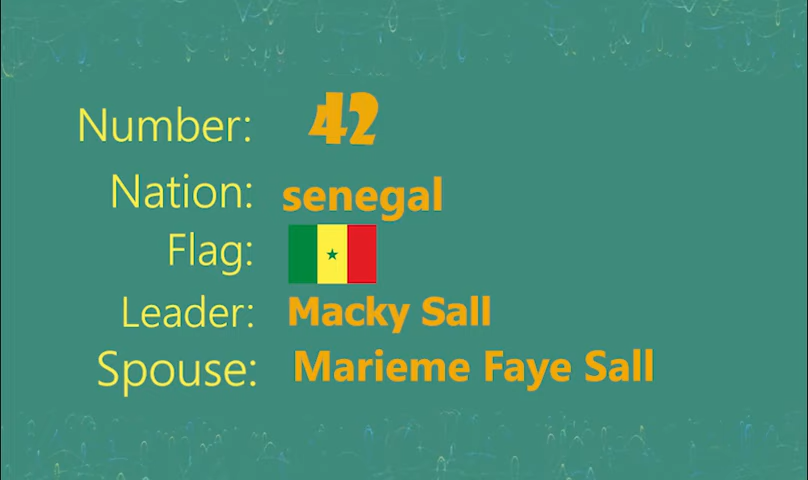 Number: 42
Nation: senegal
Flag:
Leader: Macky Sall
Spouse: Marieme Faye Sall